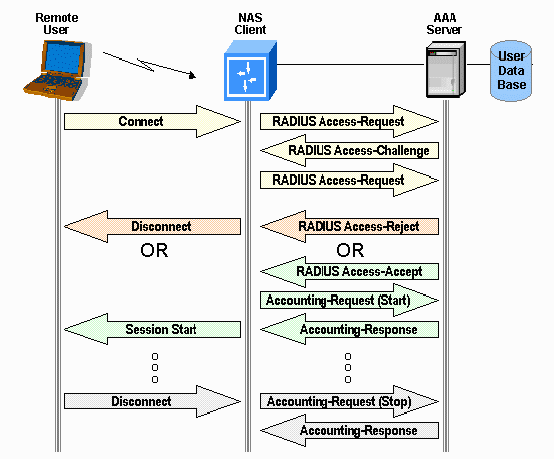 Remote
User
NAS
Client
AAA
Server
User
Data
Base
Connect
RADIUS Access-Request
RADIUS Access-Challenge
RADIUS Access-Request
Disconnect
RADIUS Access-Reject
OR
OR
RADIUS Access-Accept
Accounting-Request (Start)
Session Start
Accounting-Response
Disconnect
Accounting-Request (Stop)
Accounting-Response